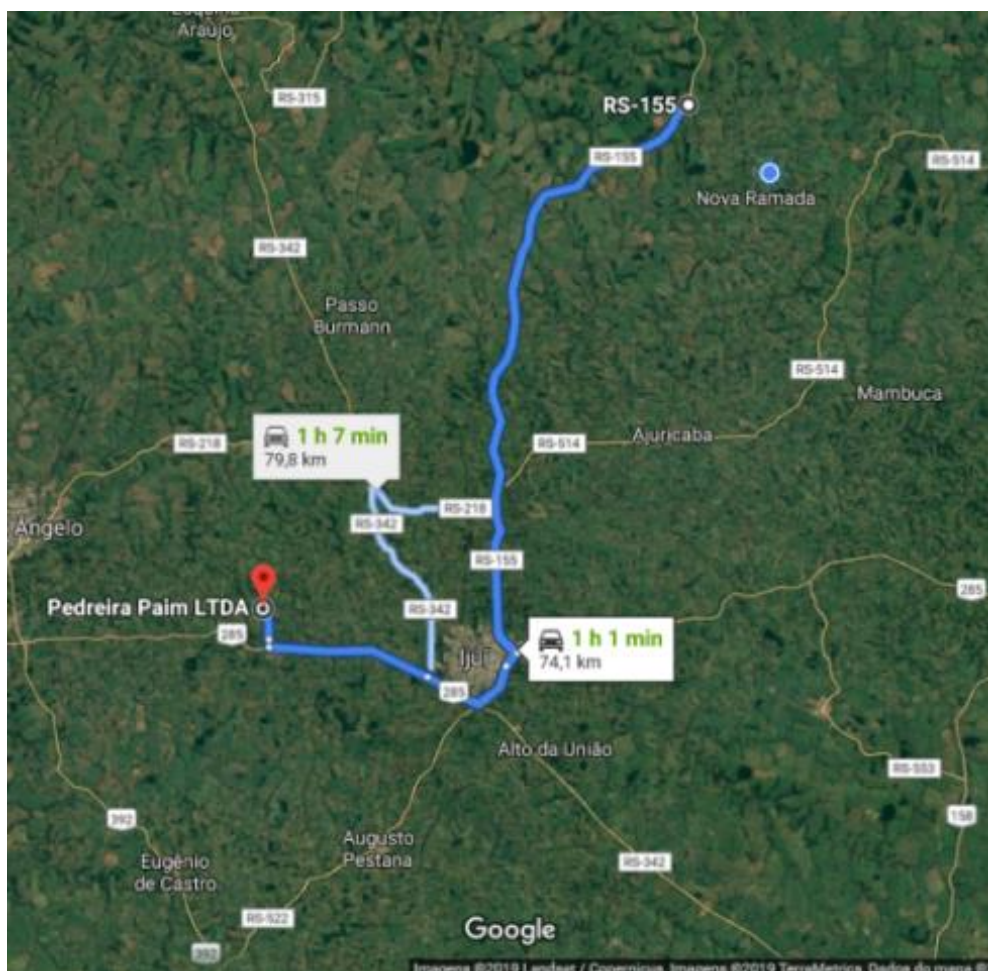 Araújo
RS-315
RS-155
RS-155
RS-514
Nova Ramada
RS-342
Passo
Burmann
RS-514
Mambuca
1 h 7 min
79,8 km
RS-218
RS-514
Ajuricaba
RS-342
RS-218
Ângelo
RS-155
285
Pedreira Paim LTDA
RS-342
285
Ijuí
1 h 1 min
74,1 km
285
Alto da União
RS-553
392
158
Augusto
Pestana
Eugênio
de Castro
RS-342
RS-522
392
Google